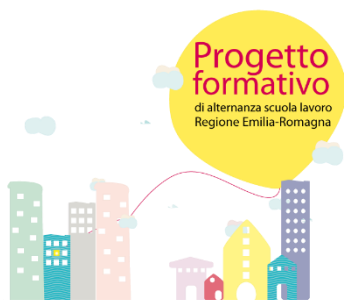 Progetto
formativo
di alternanza scuola lavoro
Regione Emilia-Romagna